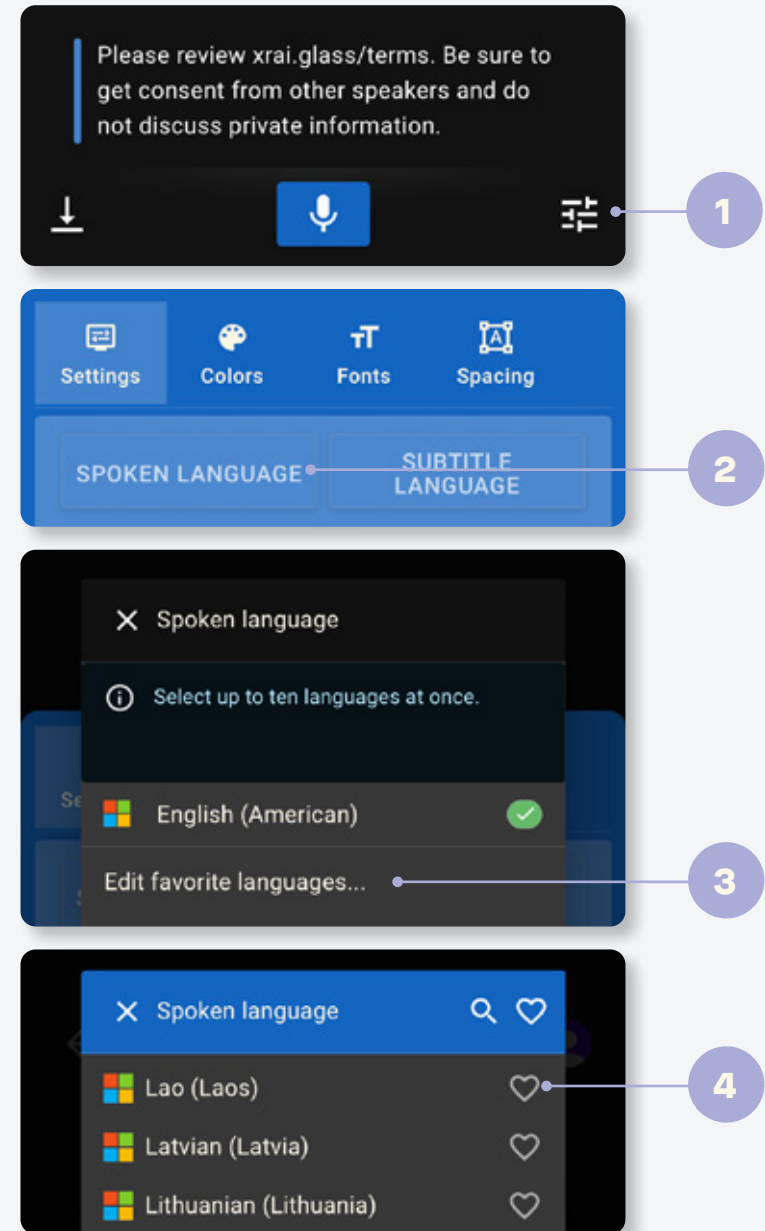 Please review xrai.glass/terms. Be sure to
get consent from other speakers and do
not discuss private information.
1
Settings Colors Fonts Spacing
SPOKEN LANGUAGE
SUBTITLE
LANGUAGE
2
Spoken language
Select up to ten languages at once.
Se
English (American)
Edit favorite languages...
3
Spoken language
Lao (Laos)
4
Latvian (Latvia)
Lithuanian (Lithuania)